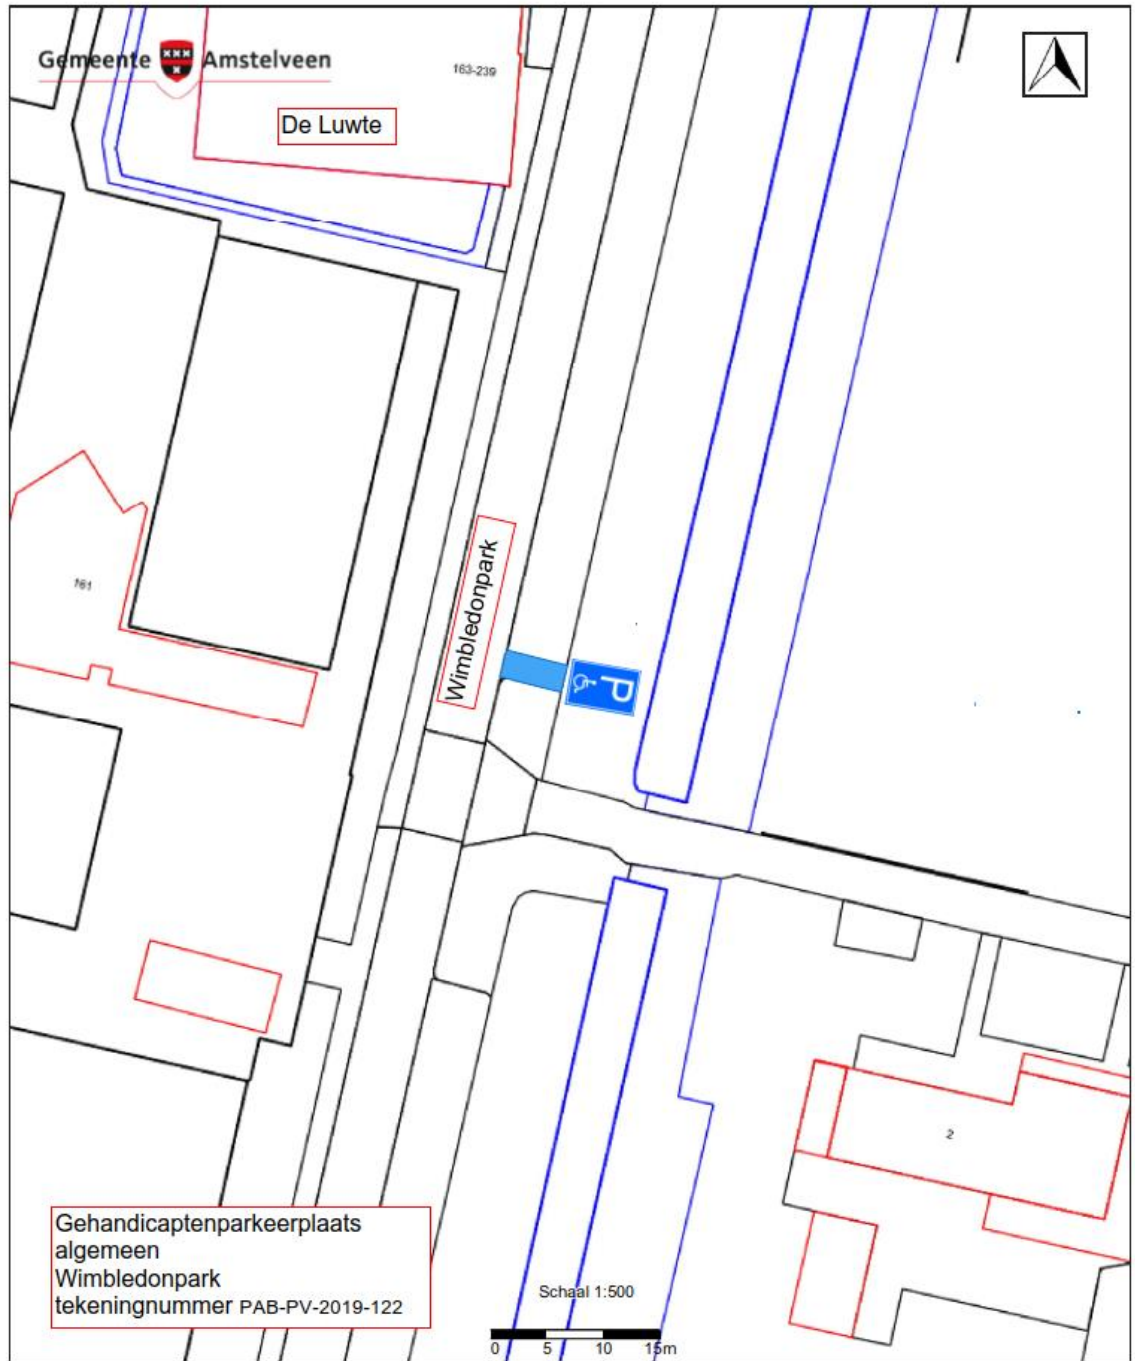 Gemeente Amstelveen
163-239
De Luwte
161
Wimbledonpark
P
2
Gehandicaptenparkeerplaats
algemeen
Wimbledonpark
tekeningnummer PAB-PV-2019-122
Schaal 1:500
0 5 10 15m